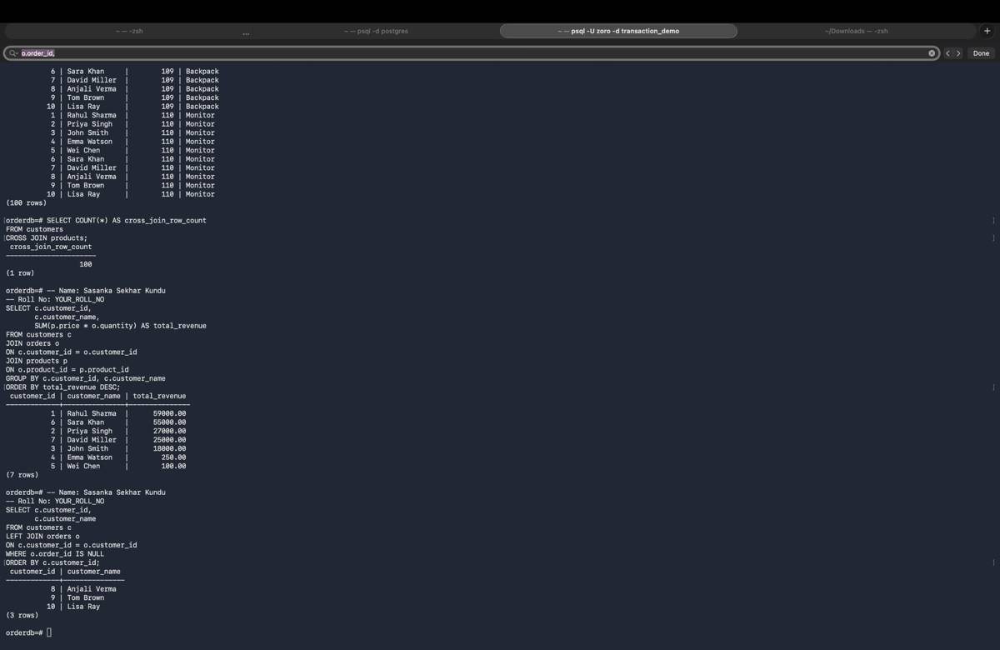 ~ — -zsh
...
~ — psql -d postgres
~ — psql -U zoro -d transaction_demo
~/Downloads — -zsh
+
o.order_id,
Done
6 | Sara Khan | 109 | Backpack
7 | David Miller | 109 | Backpack
8 | Anjali Verma | 109 | Backpack
9 | Tom Brown | 109 | Backpack
10 | Lisa Ray | 109 | Backpack
1 | Rahul Sharma | 110 | Monitor
2 | Priya Singh | 110 | Monitor
3 | John Smith | 110 | Monitor
4 | Emma Watson | 110 | Monitor
5 | Wei Chen | 110 | Monitor
6 | Sara Khan | 110 | Monitor
7 | David Miller | 110 | Monitor
8 | Anjali Verma | 110 | Monitor
9 | Tom Brown | 110 | Monitor
10 | Lisa Ray | 110 | Monitor
(100 rows)
orderdb=# SELECT COUNT(*) AS cross_join_row_count
FROM customers
CROSS JOIN products;
cross_join_row_count
----------------------
100
(1 row)
orderdb=# -- Name: Sasanka Sekhar Kundu
-- Roll No: YOUR_ROLL_NO
SELECT c.customer_id,
c.customer_name,
SUM(p.price * o.quantity) AS total_revenue
FROM customers c
JOIN orders o
ON c.customer_id = o.customer_id
JOIN products p
ON o.product_id = p.product_id
GROUP BY c.customer_id, c.customer_name
ORDER BY total_revenue DESC;
customer_id | customer_name | total_revenue
-------------+---------------+---------------
1 | Rahul Sharma | 59000.00
6 | Sara Khan | 55000.00
2 | Priya Singh | 27000.00
7 | David Miller | 25000.00
3 | John Smith | 18000.00
4 | Emma Watson | 250.00
5 | Wei Chen | 100.00
(7 rows)
orderdb=# -- Name: Sasanka Sekhar Kundu
-- Roll No: YOUR_ROLL_NO
SELECT c.customer_id,
c.customer_name
FROM customers c
LEFT JOIN orders o
ON c.customer_id = o.customer_id
WHERE o.order_id IS NULL
ORDER BY c.customer_id;
customer_id | customer_name
-------------+---------------
8 | Anjali Verma
9 | Tom Brown
10 | Lisa Ray
(3 rows)
orderdb=#